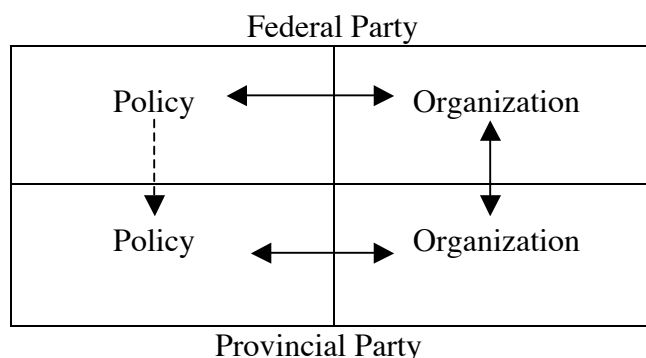 Federal Party
Policy Organization
Policy Organization
Provincial Party